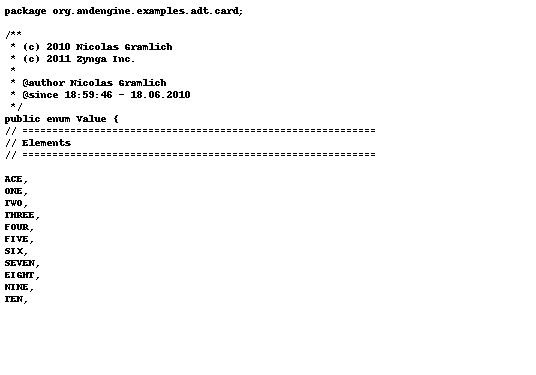 package org.andengine.examples.adt.card;

/**
 * (c) 2010 Nicolas Gramlich
 * (c) 2011 Zynga Inc.
 *
 * @author Nicolas Gramlich
 * @since 18:59:46 - 18.06.2010
 */
public enum Value {
// ===========================================================
// Elements
// ===========================================================

ACE,
ONE,
TWO,
THREE,
FOUR,
FIVE,
SIX,
SEVEN,
EIGHT,
NINE,
TEN,